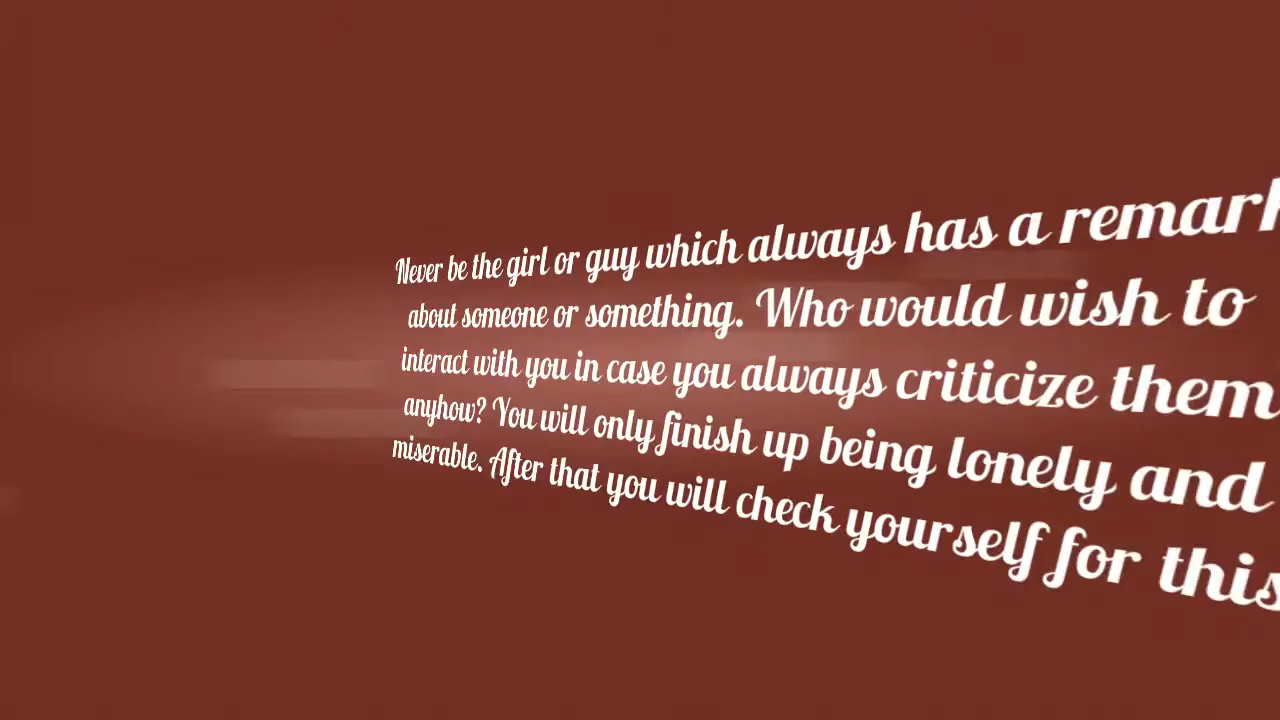 Never be the girl or guy which always has a remark
about someone or something. Who would wish to
interact with you in case you always criticize them
anyhow? You will only finish up being lonely and
miserable. After that you will check yourself for this